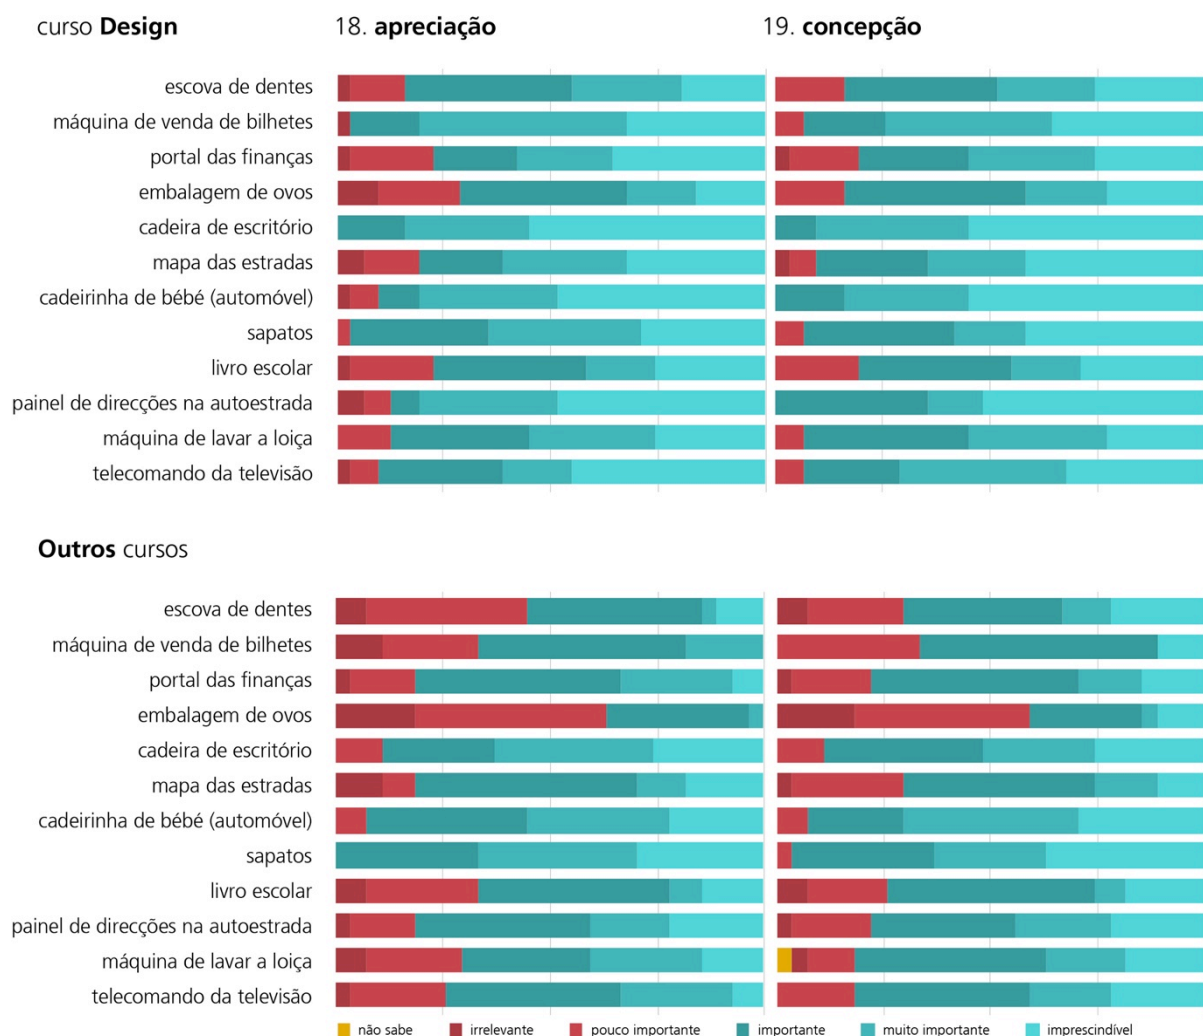 curso Design
18. apreciação
19. concepção
escova de dentes
máquina de venda de bilhetes
portal das finanças
embalagem de ovos
cadeira de escritório
mapa das estradas
cadeirinha de bébé (automóvel)
sapatos
livro escolar
painel de direcções na autoestrada
máquina de lavar a loiça
telecomando da televisão
Outros cursos
escova de dentes
máquina de venda de bilhetes
portal das finanças
embalagem de ovos
cadeira de escritório
mapa das estradas
cadeirinha de bébé (automóvel)
sapatos
livro escolar
painel de direcções na autoestrada
máquina de lavar a loiça
telecomando da televisão
não sabe
irrelevante
pouco importante
importante
muito importante
imprescindível